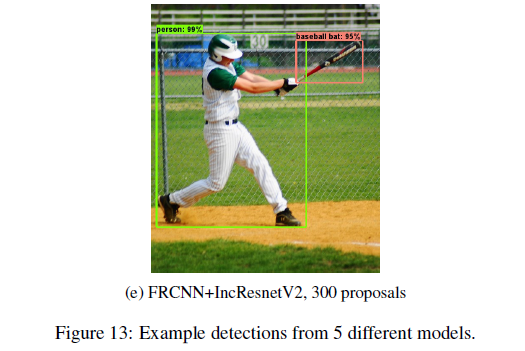 person: 99%
baseball bat: 95%
30
(e) FRCNN+IncResnetV2, 300 proposals
Figure 13: Example detections from 5 different models.